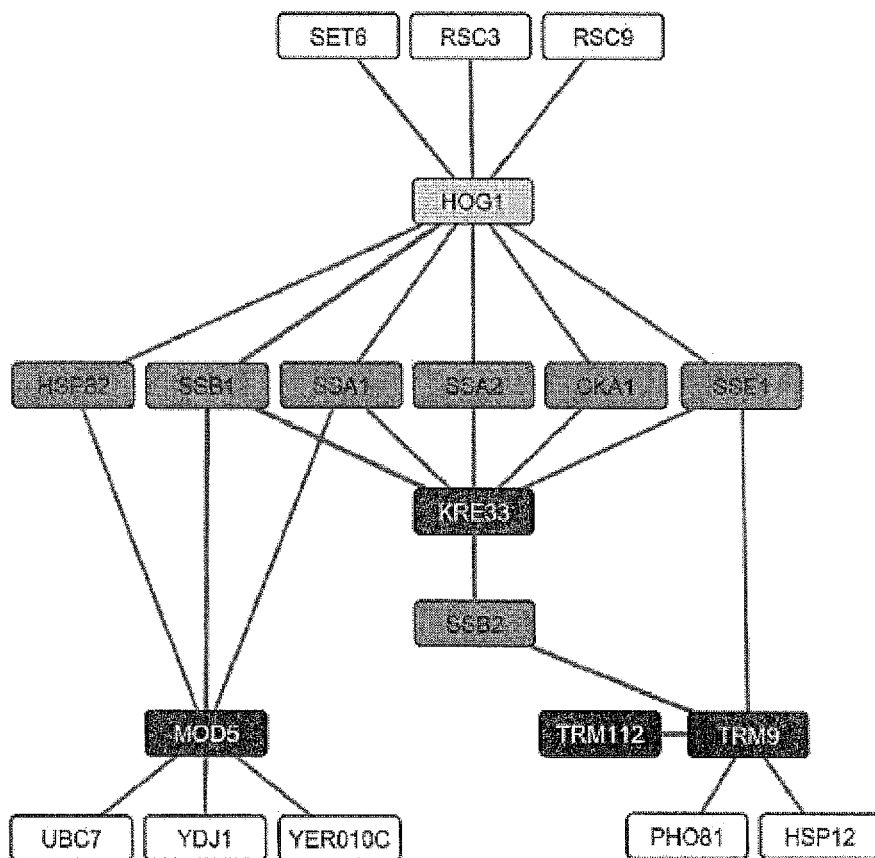 SET6 RSC3 RSC9
HOG1
HSP82 SSB1 SSA1 SSA2 CKA1 SSE1
KRE33
SSB2
MOD5 TRM112 TRM9
UBC7 YDJ1 YER010C PHO81 HSP12